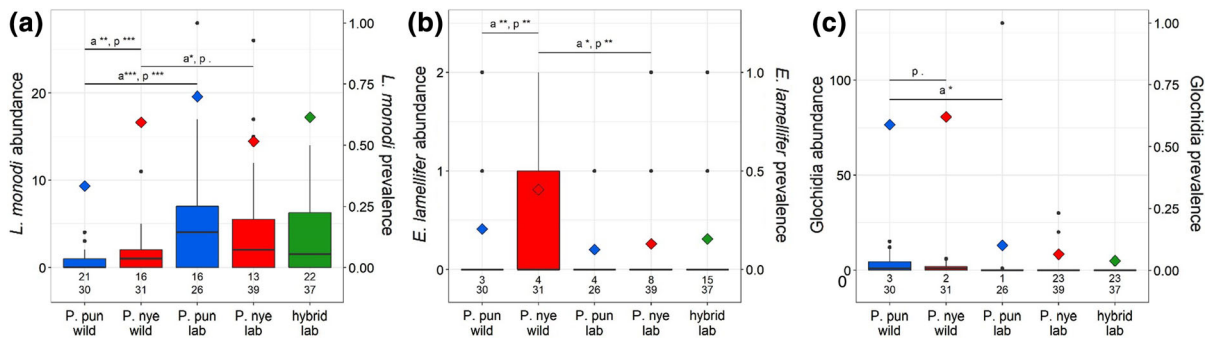 (a)
a **, p ***
a*, p .
a***, p ***
L. monodi abundance
20
10
0
1.00
0.75
0.50
0.25
0.00
L. monodi prevalence
21 16 16 13 22
30 31 26 39 37
P. pun wild
P. nye wild
P. pun lab
P. nye lab
hybrid lab
(b)
a **, p **
a *, p **
E. lamellifer abundance
2
1
0
1.0
0.5
0.0
E. lamellifer prevalence
3 4 4 8 15
30 31 26 39 37
P. pun wild
P. nye wild
P. pun lab
P. nye lab
hybrid lab
(c)
p .
a *
Glochidia abundance
100
50
0
0
1.00
0.75
0.50
0.25
0.00
Glochidia prevalence
3 2 1 23 23
30 31 26 39 37
P. pun wild
P. nye wild
P. pun lab
P. nye lab
hybrid lab